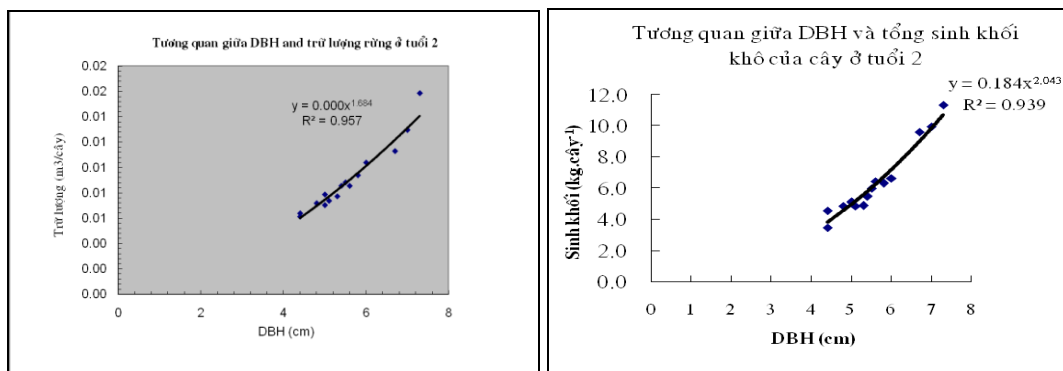 Tương quan giữa DBH and trữ lượng rừng ở tuổi 2
0.02
0.02
0.01
0.01
0.01
0.01
0.01
0.00
0.00
0.00
y = 0.000x^1.684
R² = 0.957
Trữ lượng (m3/cây)
0 2 4 6 8
DBH (cm)
Tương quan giữa DBH và tổng sinh khối
khô của cây ở tuổi 2
y = 0.184x^2.043
R² = 0.939
12.0
10.0
8.0
6.0
4.0
2.0
0.0
Sinh khối (kg.cây⁻¹)
0 1 2 3 4 5 6 7 8
DBH (cm)